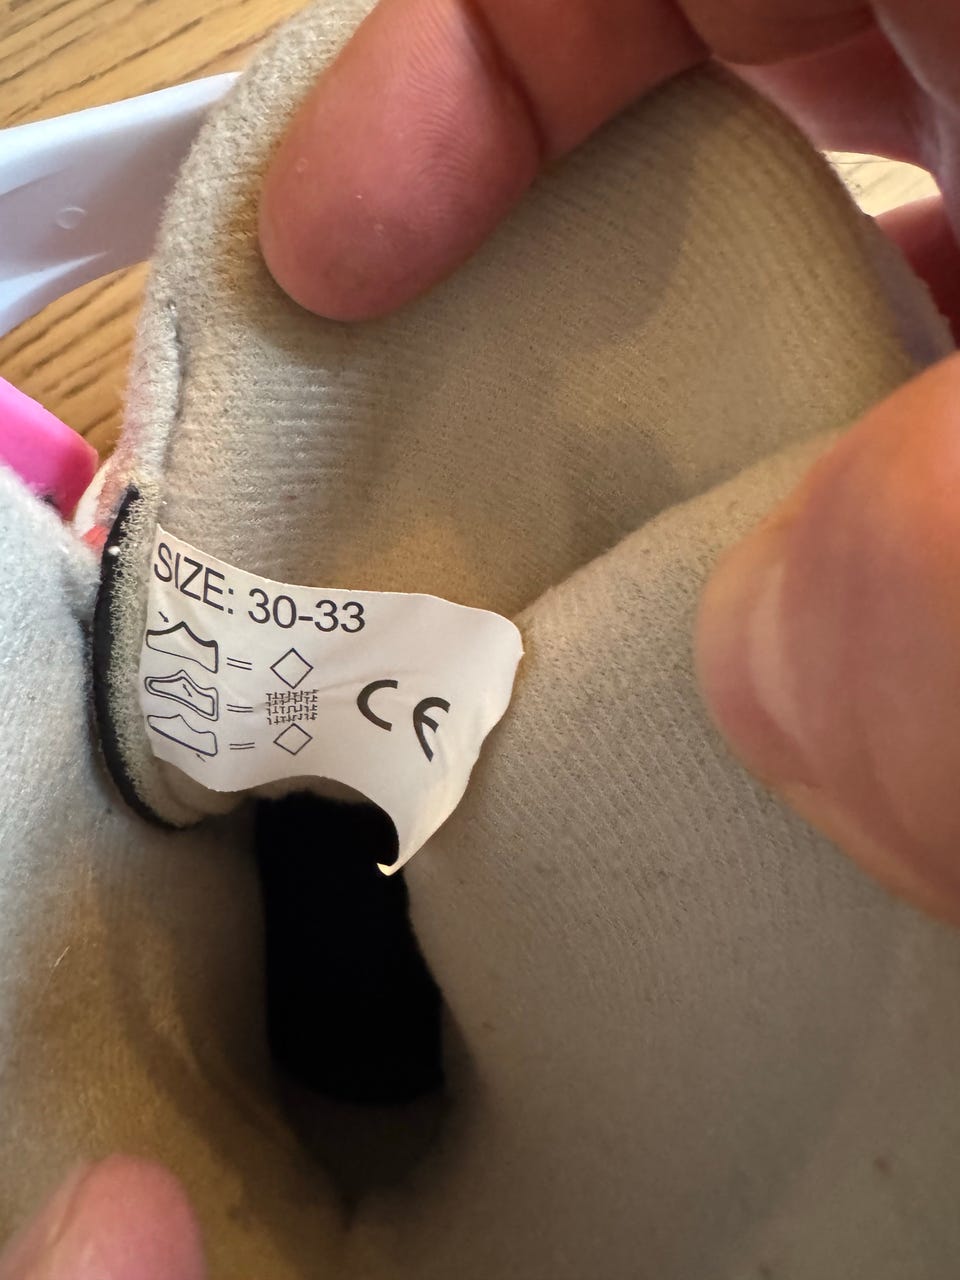 SIZE: 30-33
=
=
=
CE